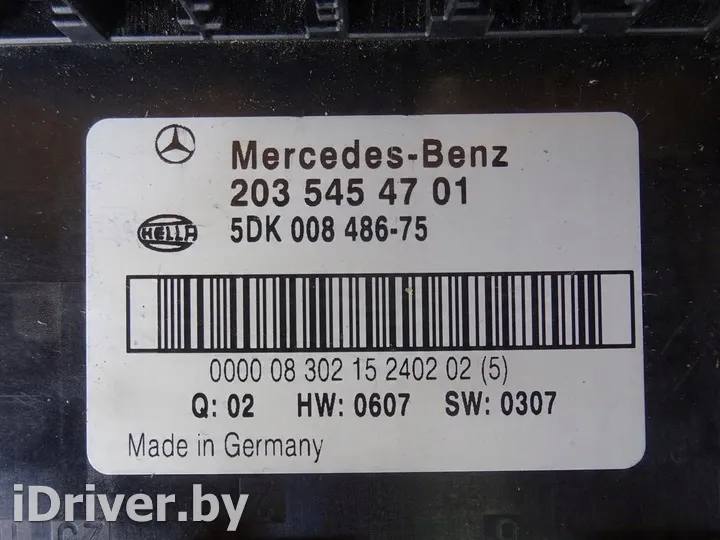 Mercedes-Benz
203 545 47 01
HELLA
5DK 008 486-75
0000 08 302 15 2402 02 (5)
Q: 02 HW: 0607 SW: 0307
Made in Germany
iDriver.by